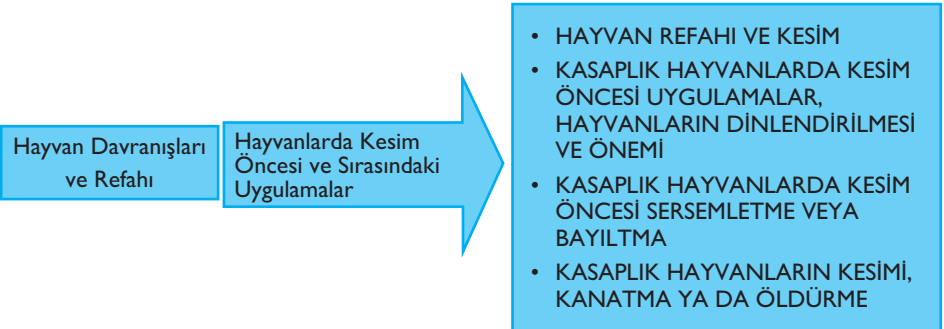 Hayvan Davranışları
ve Refahı
Hayvanlarda Kesim
Öncesi ve Sırasındaki
Uygulamalar
• HAYVAN REFAHI VE KESİM
• KASAPLIK HAYVANLARDA KESİM
ÖNCESİ UYGULAMALAR,
HAYVANLARIN DİNLENDİRİLMESİ
VE ÖNEMİ
• KASAPLIK HAYVANLARDA KESİM
ÖNCESİ SERSEMLETME VEYA
BAYILTMA
• KASAPLIK HAYVANLARIN KESİMİ,
KANATMA YA DA ÖLDÜRME